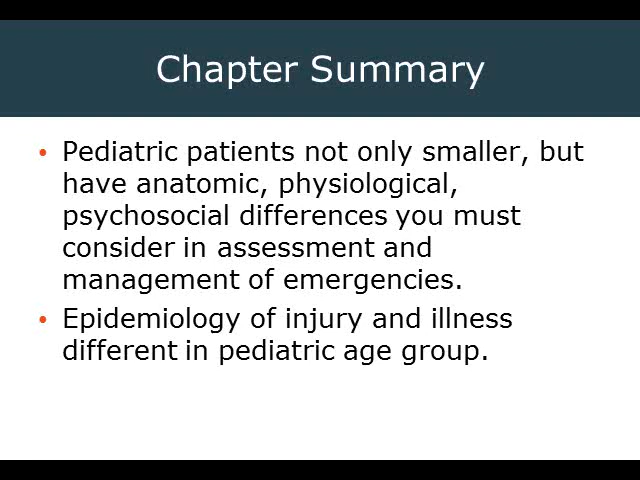 Chapter Summary
• Pediatric patients not only smaller, but
have anatomic, physiological,
psychosocial differences you must
consider in assessment and
management of emergencies.
• Epidemiology of injury and illness
different in pediatric age group.